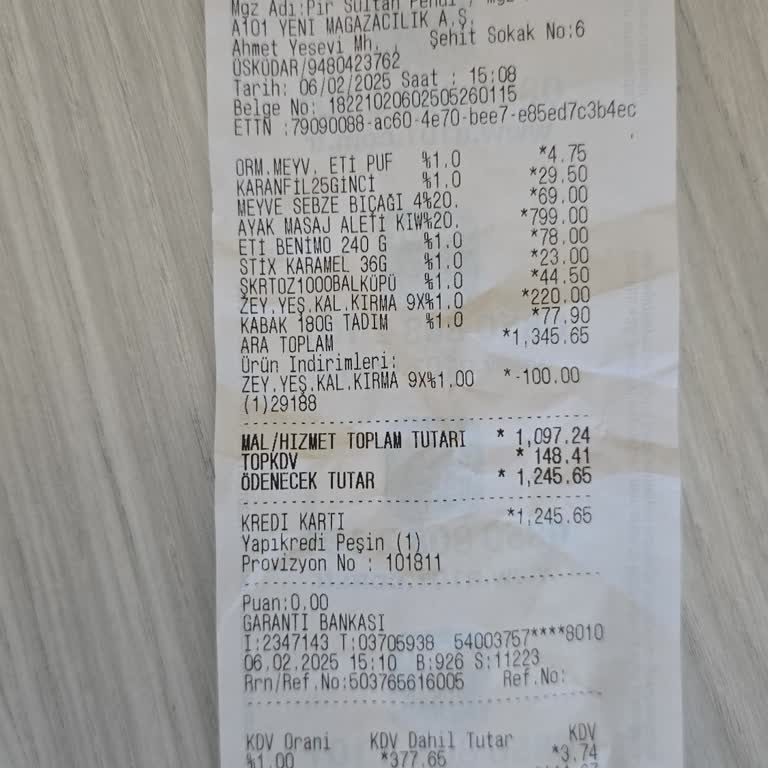 Mgz Adı:Pir Sultan
A101 YENİ MAĞAZACILIK A.Ş.
Ahmet Yesevi Mh. , Şehit Sokak No:6
ÜSKÜDAR/9480423762
Tarih: 06/02/2025 Saat : 15:08
Belge No: 18221020602505260115
ETTN :79090088-ac60-4e70-bee7-e85ed7c3b4ec
ORM.MEYV. ETİ PUF %1.0 *4.75
KARANFİL25GİNCİ %1.0 *29.50
MEYVE SEBZE BIÇAĞI 4%20. *69.00
AYAK MASAJ ALETİ KIW%20. *799.00
ETİ BENİMO 240 G %1.0 *78.00
STİX KARAMEL 36G %1.0 *23.00
ŞKRTOZ1000BALKÜPÜ %1.0 *44.50
ZEY.YEŞ.KAL.KIRMA 9X%1.0 *220.00
KABAK 180G TADIM %1.0 *77.90
ARA TOPLAM *1,345.65
Ürün İndirimleri:
ZEY.YEŞ.KAL.KIRMA 9X%1.00 *-100.00
(1)29188
MAL/HİZMET TOPLAM TUTARI * 1,097.24
TOPKDV * 148.41
ÖDENECEK TUTAR * 1,245.65
KREDİ KARTI *1,245.65
Yapıkredi Peşin (1)
Provizyon No : 101811
Puan:0.00
GARANTİ BANKASI
I:2347143 T:03705938 54003757****8010
06.02.2025 15:10 B:926 S:11223
Rrn/Ref.No:503765616005 Ref.No:
KDV Oranı KDV Dahil Tutar KDV
%1.00 *377.65 *3.74